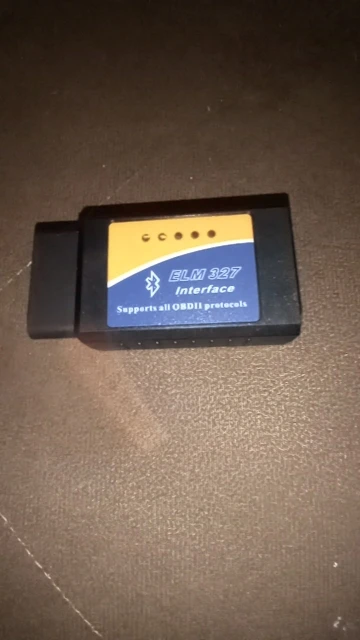 ELM 327
Interface
Supports all OBDII protocols